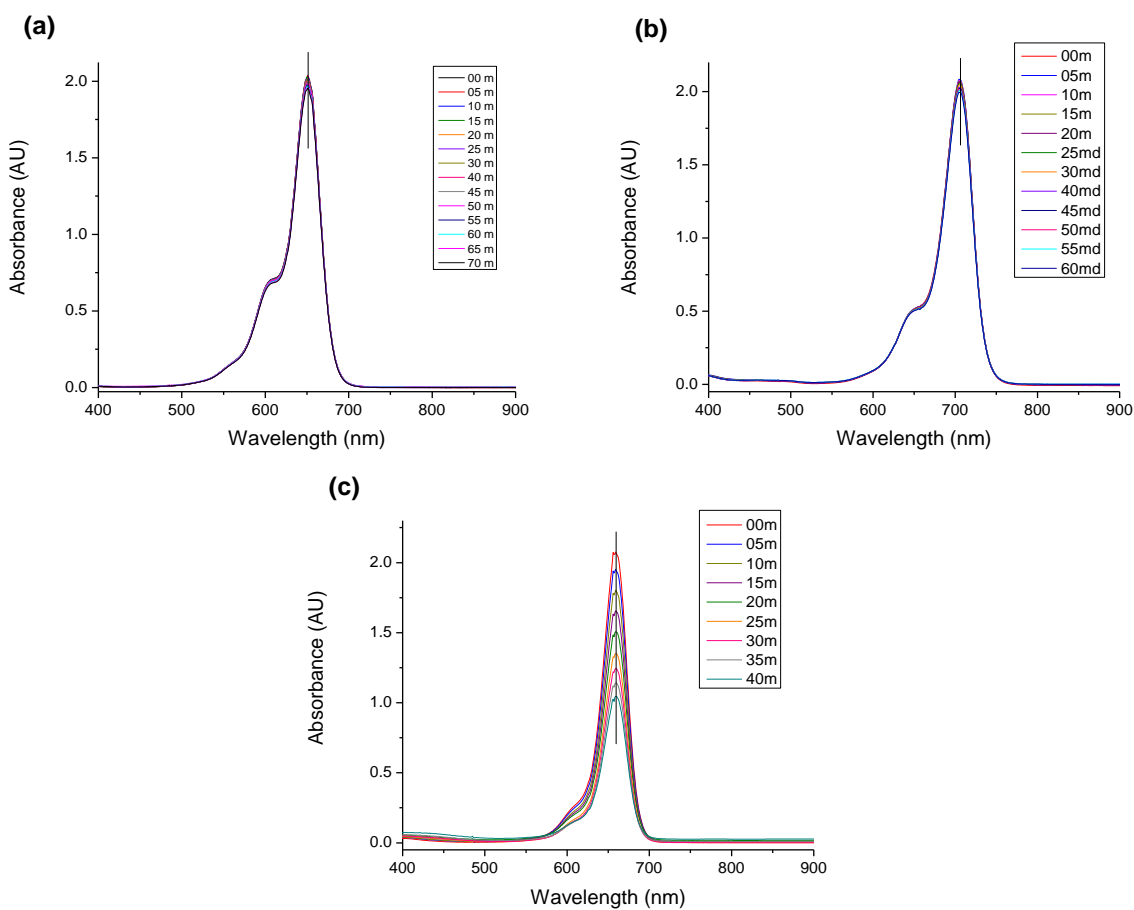 (a)
2.0
1.5
1.0
0.5
0.0
Absorbance (AU)
400 500 600 700 800 900
Wavelength (nm)
00 m
05 m
10 m
15 m
20 m
25 m
30 m
40 m
45 m
50 m
55 m
60 m
65 m
70 m
(b)
2.0
1.5
1.0
0.5
0.0
Absorbance (AU)
400 500 600 700 800 900
Wavelength (nm)
00m
05m
10m
15m
20m
25md
30md
40md
45md
50md
55md
60md
(c)
2.0
1.5
1.0
0.5
0.0
Absorbance (AU)
400 500 600 700 800 900
Wavelength (nm)
00m
05m
10m
15m
20m
25m
30m
35m
40m